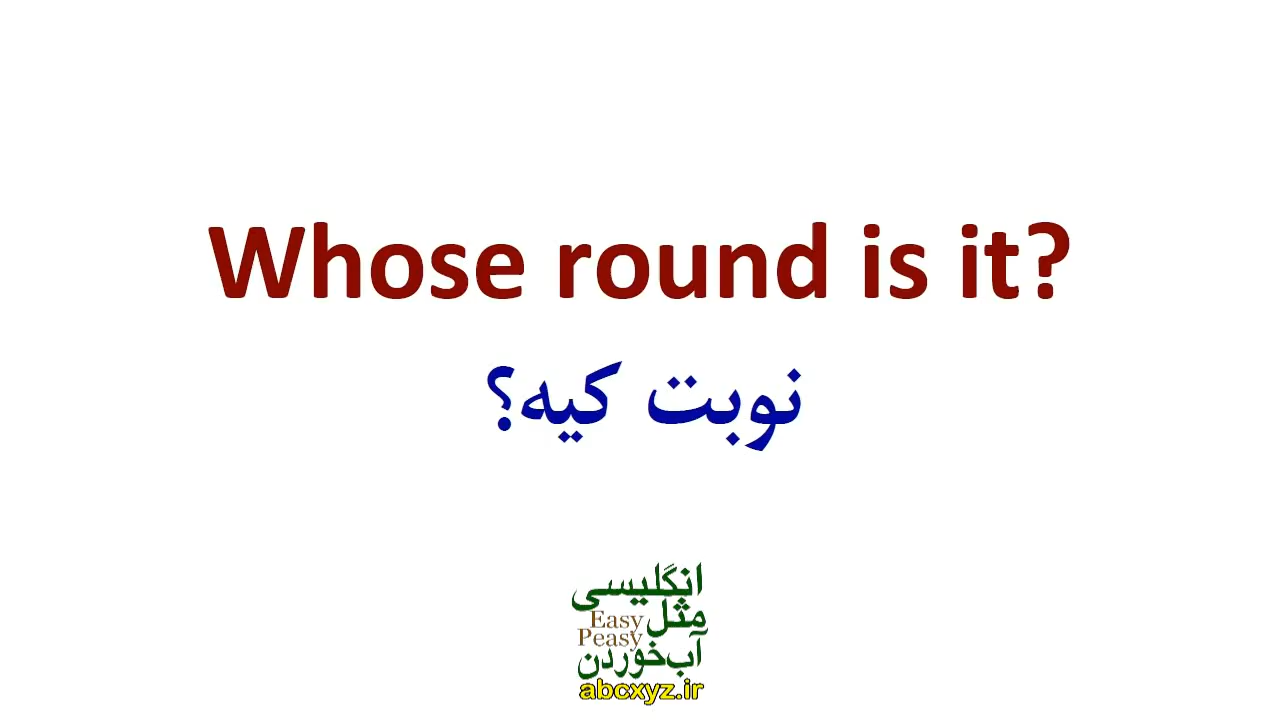 Whose round is it?
نوبت کیه؟
انگلیسی
مثل
Easy
Peasy
آب‌خوردن
abcxyz.ir